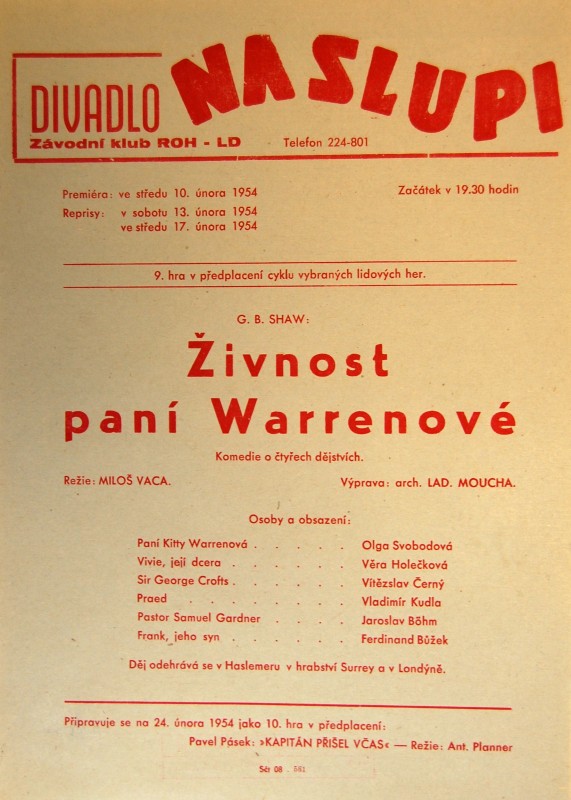 DIVADLO NA SLUPI
Závodní klub ROH - LD Telefon 224-801
Premiéra: ve středu 10. února 1954 Začátek v 19.30 hodin
Reprisy: v sobotu 13. února 1954
ve středu 17. února 1954
9. hra v předplacení cyklu vybraných lidových her.
G. B. SHAW:
Živnost
paní Warrenové
Komedie o čtyřech dějstvích.
Režie: MILOŠ VACA. Výprava: arch. LAD. MOUCHA.
Osoby a obsazení:
Paní Kitty Warrenová . . . . . Olga Svobodová
Vivie, její dcera . . . . . . Věra Holečková
Sir George Crofts . . . . . . Vítězslav Černý
Praed . . . . . . . Vladimír Kudla
Pastor Samuel Gardner . . . . . Jaroslav Böhm
Frank, jeho syn . . . . . . Ferdinand Bůžek
Děj odehrává se v Haslemeru v hrabství Surrey a v Londýně.
Připravuje se na 24. února 1954 jako 10. hra v předplacení:
Pavel Pásek: »KAPITÁN PŘIŠEL VČAS« — Režie: Ant. Planner
Sčt 08 - 581